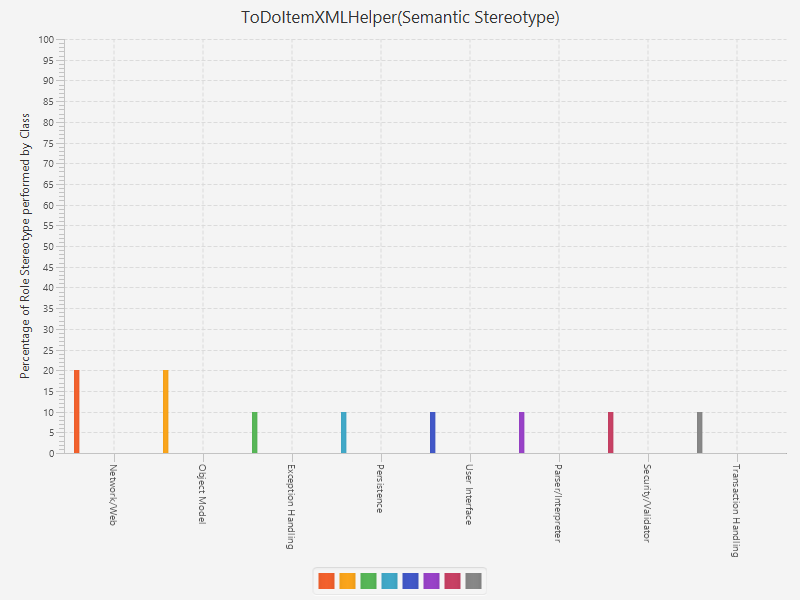 ToDoItemXMLHelper(Semantic Stereotype)
Percentage of Role Stereotype performed by Class
100
95
90
85
80
75
70
65
60
55
50
45
40
35
30
25
20
15
10
5
0
Network/Web
Object Model
Exception Handling
Persistence
User Interface
Parser/Interpreter
Security/Validator
Transaction Handling